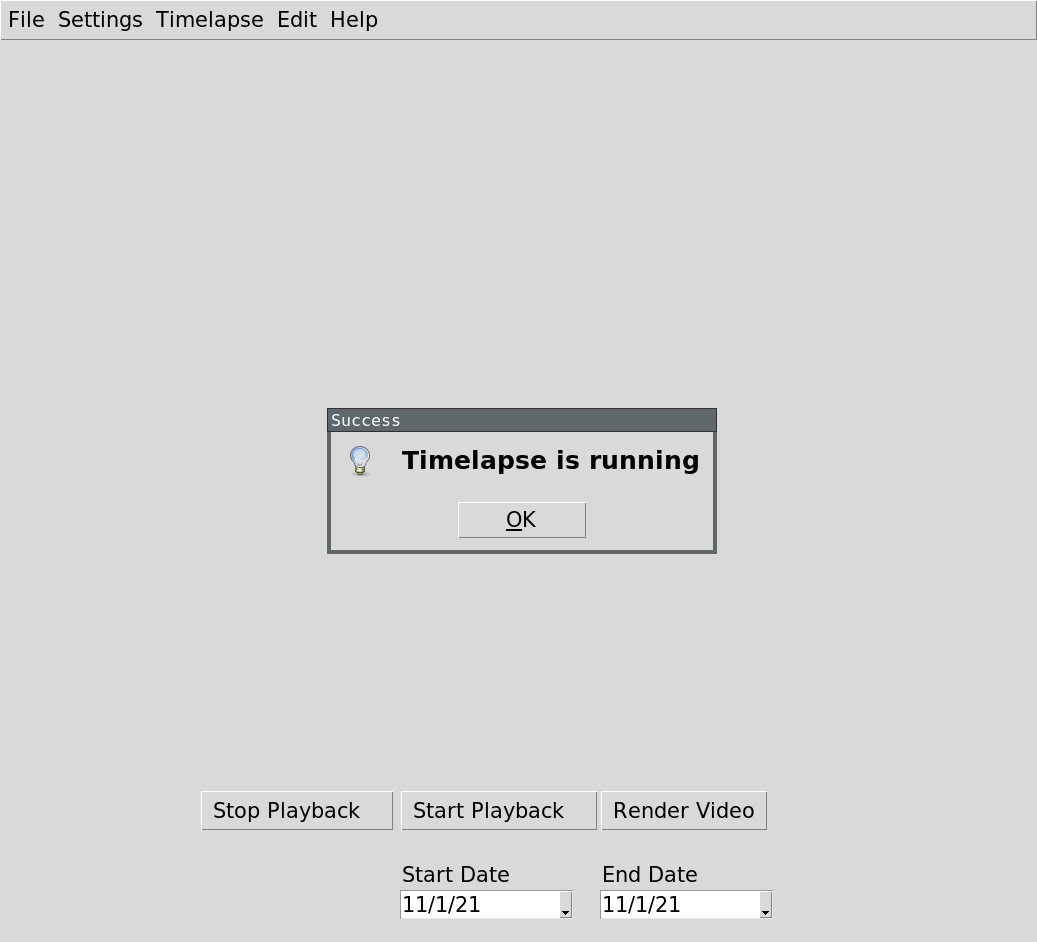 File Settings Timelapse Edit Help
Success
Timelapse is running
OK
Stop Playback Start Playback Render Video
Start Date End Date
11/1/21 11/1/21